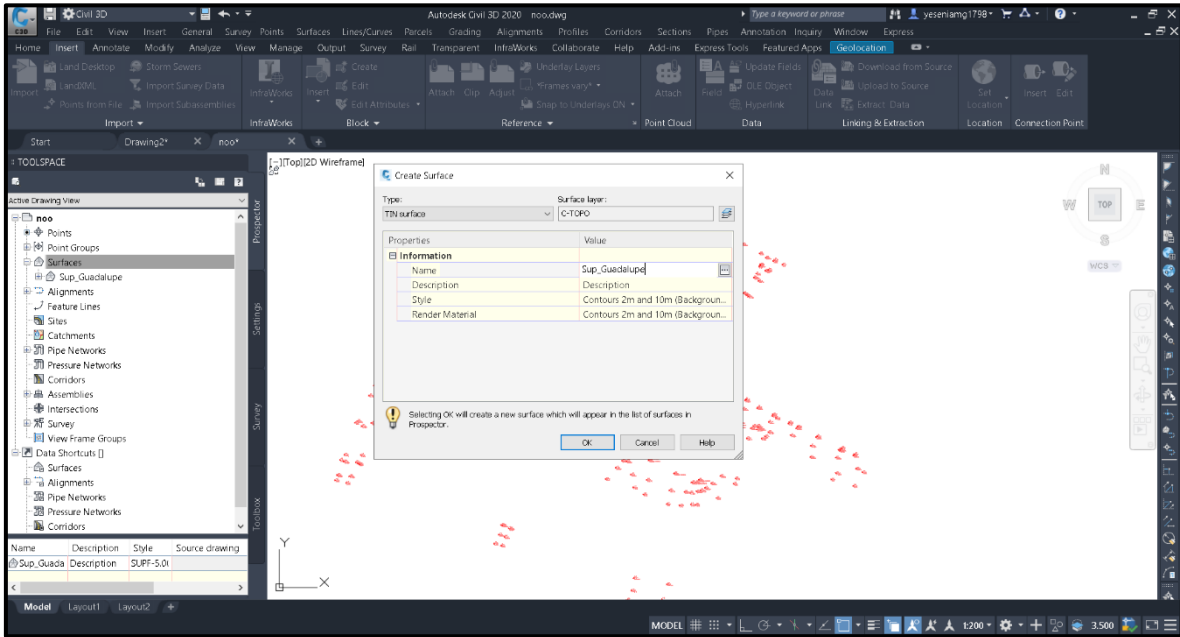 C3D
Civil 3D
Autodesk Civil 3D 2020 noo.dwg
Type a keyword or phrase
yeseniamg1798
File Edit View Insert General Survey Points Surfaces Lines/Curves Parcels Grading Alignments Profiles Corridors Sections Pipes Annotation Inquiry Window Express
Home Insert Annotate Modify Analyze View Manage Output Survey Rail Transparent InfraWorks Collaborate Help Add-ins Express Tools Featured Apps Geolocation
Land Desktop Storm Sewers Create Underlay Layers Update Fields Download from Source
Import LandXML Import Survey Data InfraWorks Insert Edit Attach Clip Adjust *Frames vary* Attach Field OLE Object Data Link Upload to Source Set Location Insert Edit
Points from File Import Subassemblies Edit Attributes Snap to Underlays ON Hyperlink Extract Data
Import InfraWorks Block Reference Point Cloud Data Linking & Extraction Location Connection Point
Start Drawing2* noo*
TOOLSPACE
Active Drawing View
noo
Points
Point Groups
Surfaces
Sup_Guadalupe
Alignments
Feature Lines
Sites
Catchments
Pipe Networks
Pressure Networks
Corridors
Assemblies
Intersections
Survey
View Frame Groups
Data Shortcuts []
Surfaces
Alignments
Pipe Networks
Pressure Networks
Corridors
Name Description Style Source drawing
Sup_Guada Description SUPF-5.0(
Prospector
Settings
Survey
Toolbox
[-][Top][2D Wireframe]
Create Surface
Type: Surface layer:
TIN surface C-TOPO
Properties Value
Information
Name Sup_Guadalupe
Description Description
Style Contours 2m and 10m (Backgroun...
Render Material Contours 2m and 10m (Backgroun...
Selecting OK will create a new surface which will appear in the list of surfaces in
Prospector.
OK Cancel Help
N
W TOP E
S
WCS
Y
X
Model Layout1 Layout2 +
MODEL 1:200 3.500